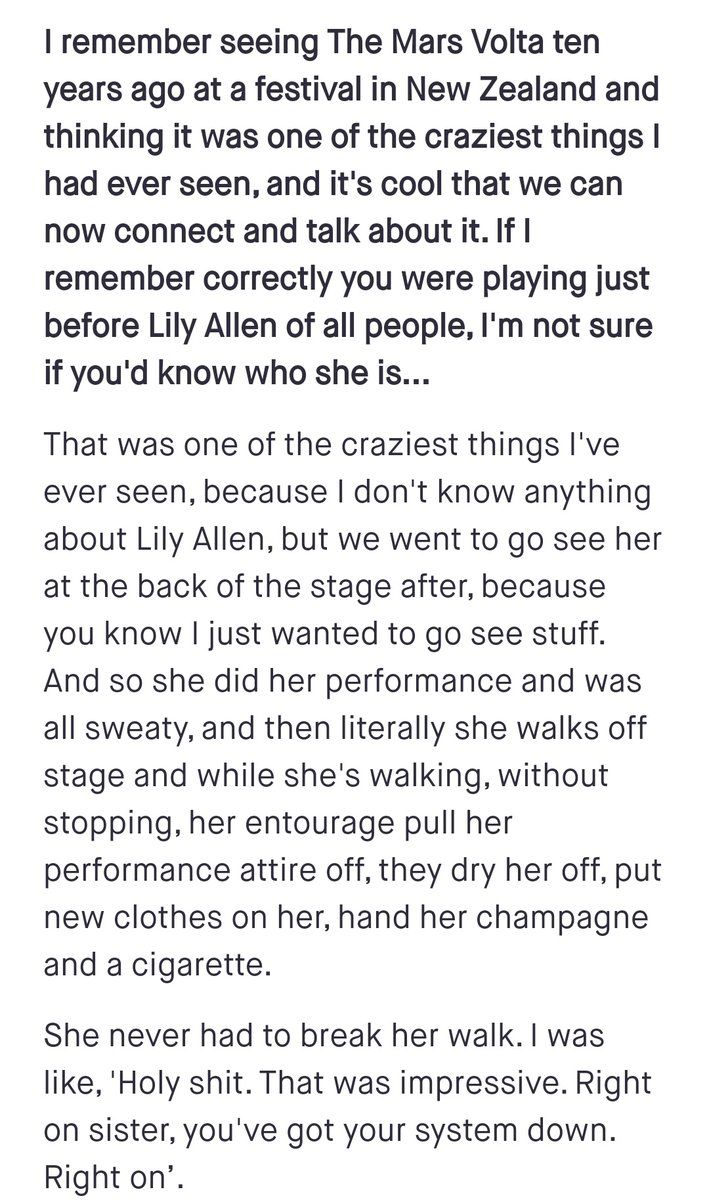 I remember seeing The Mars Volta ten
years ago at a festival in New Zealand and
thinking it was one of the craziest things I
had ever seen, and it's cool that we can
now connect and talk about it. If I
remember correctly you were playing just
before Lily Allen of all people, I'm not sure
if you'd know who she is...
That was one of the craziest things I've
ever seen, because I don't know anything
about Lily Allen, but we went to go see her
at the back of the stage after, because
you know I just wanted to go see stuff.
And so she did her performance and was
all sweaty, and then literally she walks off
stage and while she's walking, without
stopping, her entourage pull her
performance attire off, they dry her off, put
new clothes on her, hand her champagne
and a cigarette.
She never had to break her walk. I was
like, 'Holy shit. That was impressive. Right
on sister, you've got your system down.
Right on’.